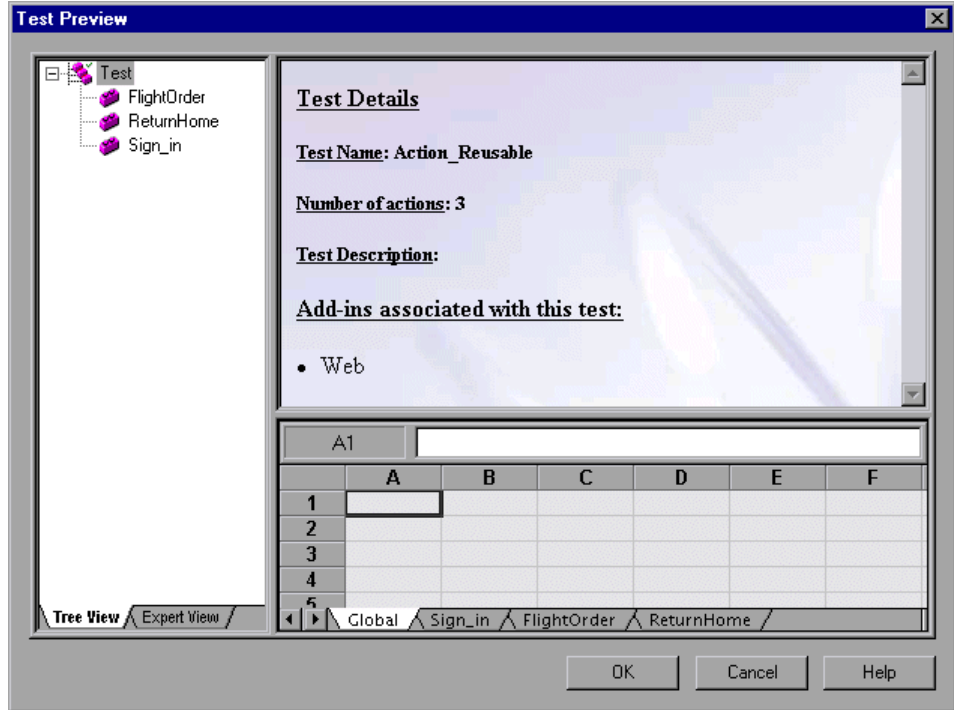 Test Preview
Test
FlightOrder
ReturnHome
Sign_in
Tree View
Expert View
Test Details
Test Name: Action_Reusable
Number of actions: 3
Test Description:
Add-ins associated with this test:
• Web
A1
A B C D E F
1
2
3
4
5
Global Sign_in FlightOrder ReturnHome
OK Cancel Help